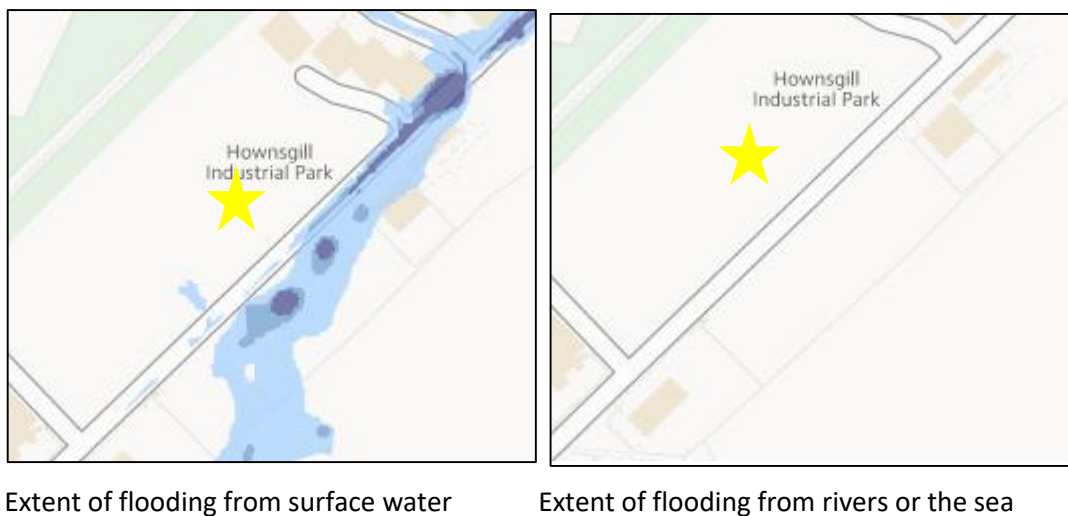 Hownsgill
Industrial Park
Hownsgill
Industrial Park
Extent of flooding from surface water
Extent of flooding from rivers or the sea